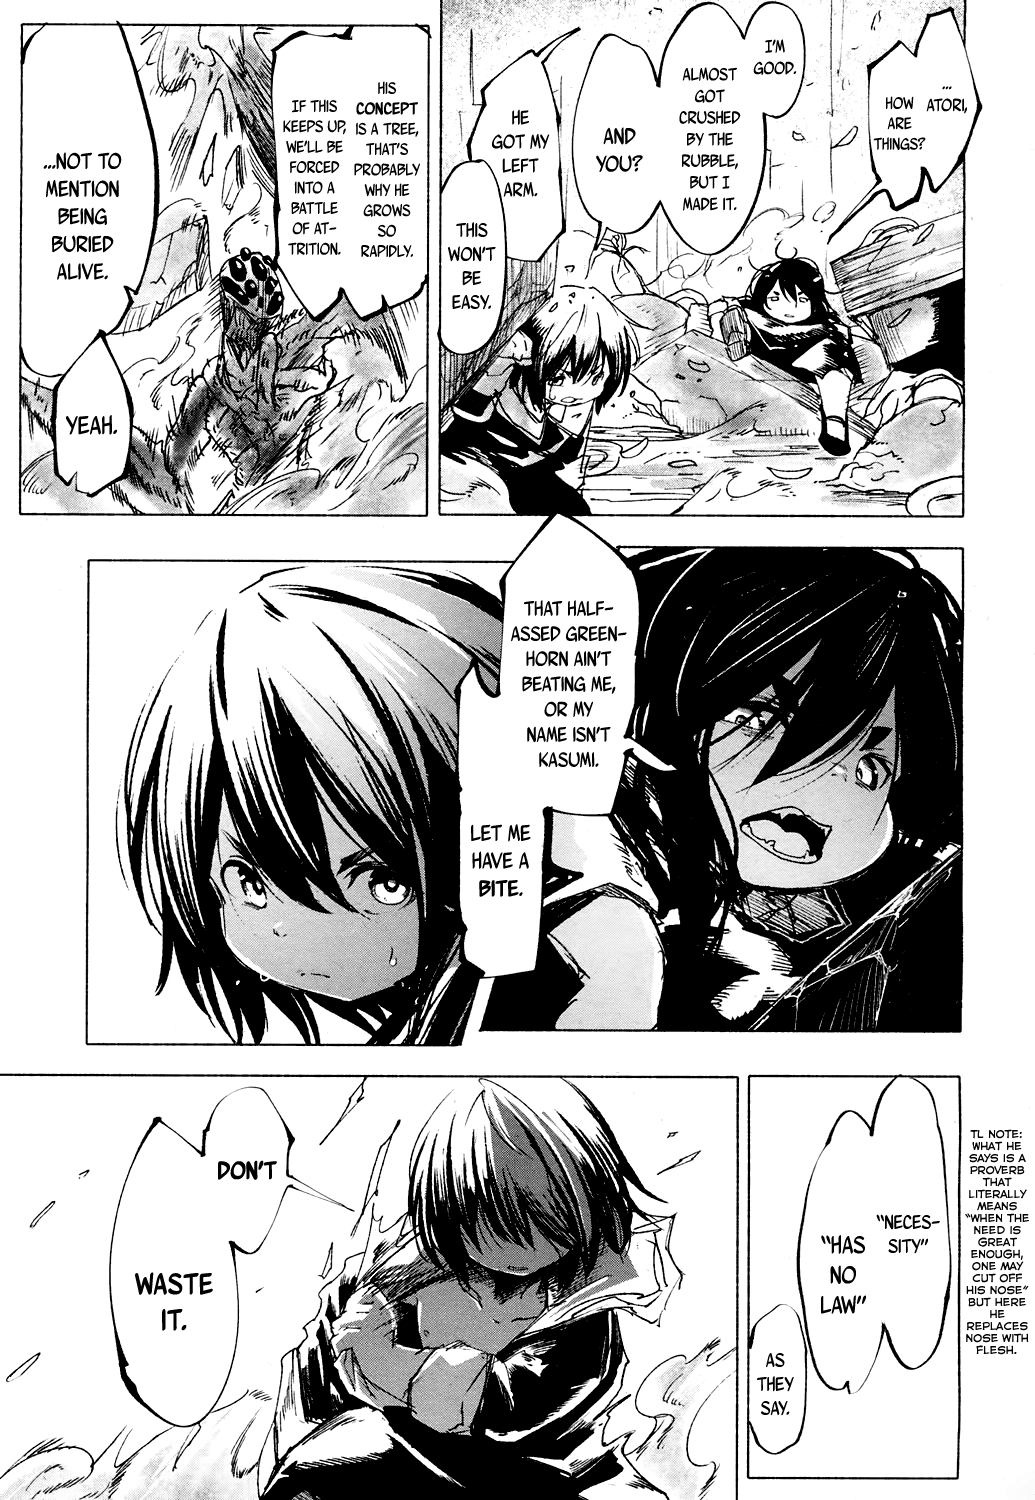 ...
ATORI,
HOW
ARE
THINGS?
I'M
GOOD.
ALMOST
GOT
CRUSHED
BY THE
RUBBLE,
BUT I
MADE IT.
AND
YOU?
HE
GOT MY
LEFT
ARM.
THIS
WON'T
BE
EASY.
HIS
CONCEPT
IS A TREE,
THAT'S
PROBABLY
WHY HE
GROWS
SO
RAPIDLY.
IF THIS
KEEPS UP,
WE'LL BE
FORCED
INTO A
BATTLE
OF AT-
TRITION.
...NOT TO
MENTION
BEING
BURIED
ALIVE.
YEAH.
THAT HALF-
ASSED GREEN-
HORN AIN'T
BEATING ME,
OR MY
NAME ISN'T
KASUMI.
LET ME
HAVE A
BITE.
"NECES-
SITY"
"HAS
NO
LAW"
AS
THEY
SAY.
TL NOTE:
WHAT HE
SAYS IS A
PROVERB
THAT
LITERALLY
MEANS
"WHEN THE
NEED IS
GREAT
ENOUGH,
ONE MAY
CUT OFF
HIS NOSE"
BUT HERE
HE
REPLACES
NOSE WITH
FLESH.
DON'T
WASTE
IT.